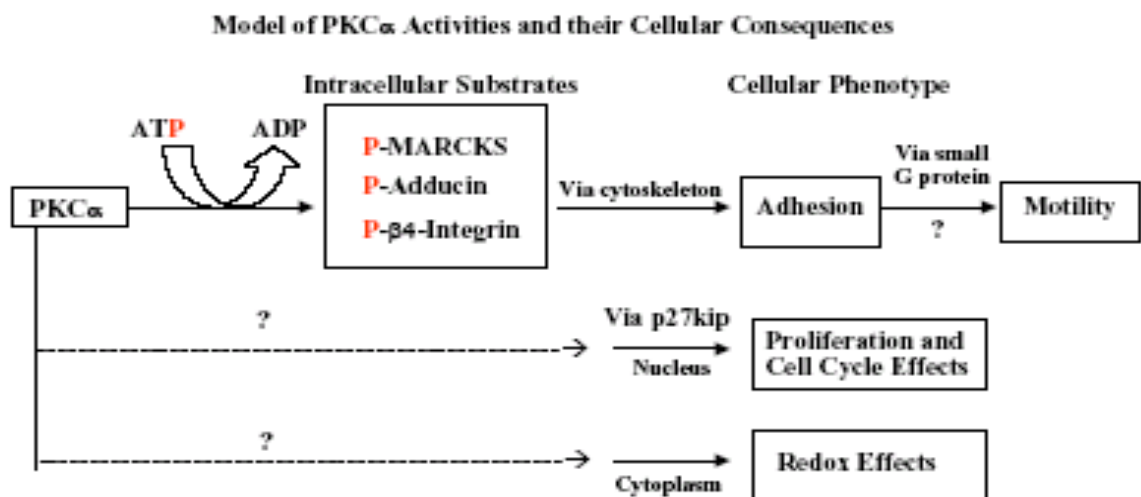 Model of PKCα Activities and their Cellular Consequences
Intracellular Substrates
Cellular Phenotype
ATP
ADP
PKCα
P-MARCKS
P-Adducin
P-β4-Integrin
Via cytoskeleton
Adhesion
Via small
G protein
?
Motility
?
Via p27kip
Nucleus
Proliferation and
Cell Cycle Effects
?
Cytoplasm
Redox Effects